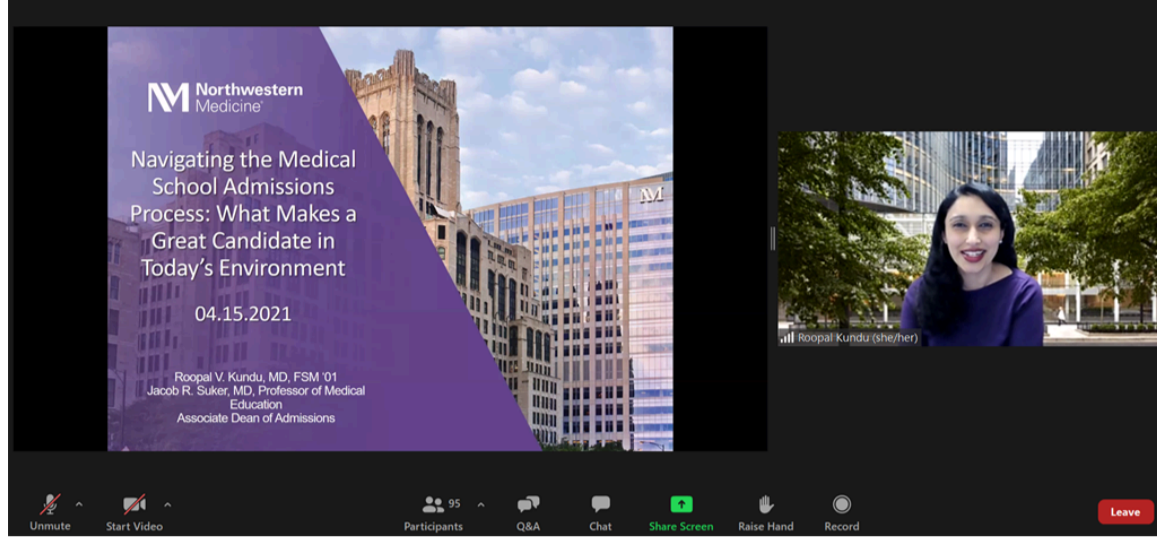 Northwestern
Medicine®
Navigating the Medical
School Admissions
Process: What Makes a
Great Candidate in
Today's Environment
04.15.2021
Roopal V. Kundu, MD, FSM '01
Jacob R. Suker, MD, Professor of Medical
Education
Associate Dean of Admissions
NM
Roopal Kundu (she/her)
95
Unmute
Start Video
Participants
Q&A
Chat
Share Screen
Raise Hand
Record
Leave